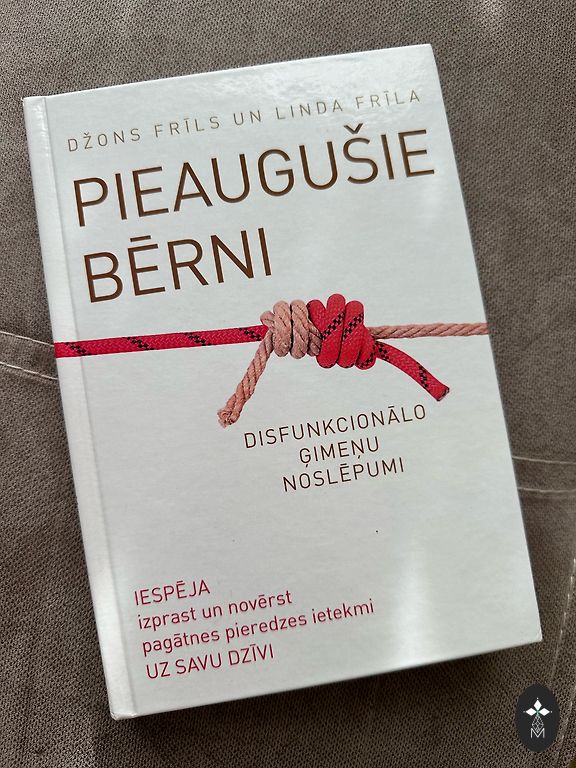 DŽONS FRĪLS UN LINDA FRĪLA
PIEAUGUŠIE
BĒRNI
DISFUNKCIONĀLO
ĢIMEŅU
NOSLĒPUMI
IESPĒJA
izprast un novērst
pagātnes pieredzes ietekmi
UZ SAVU DZĪVI
M